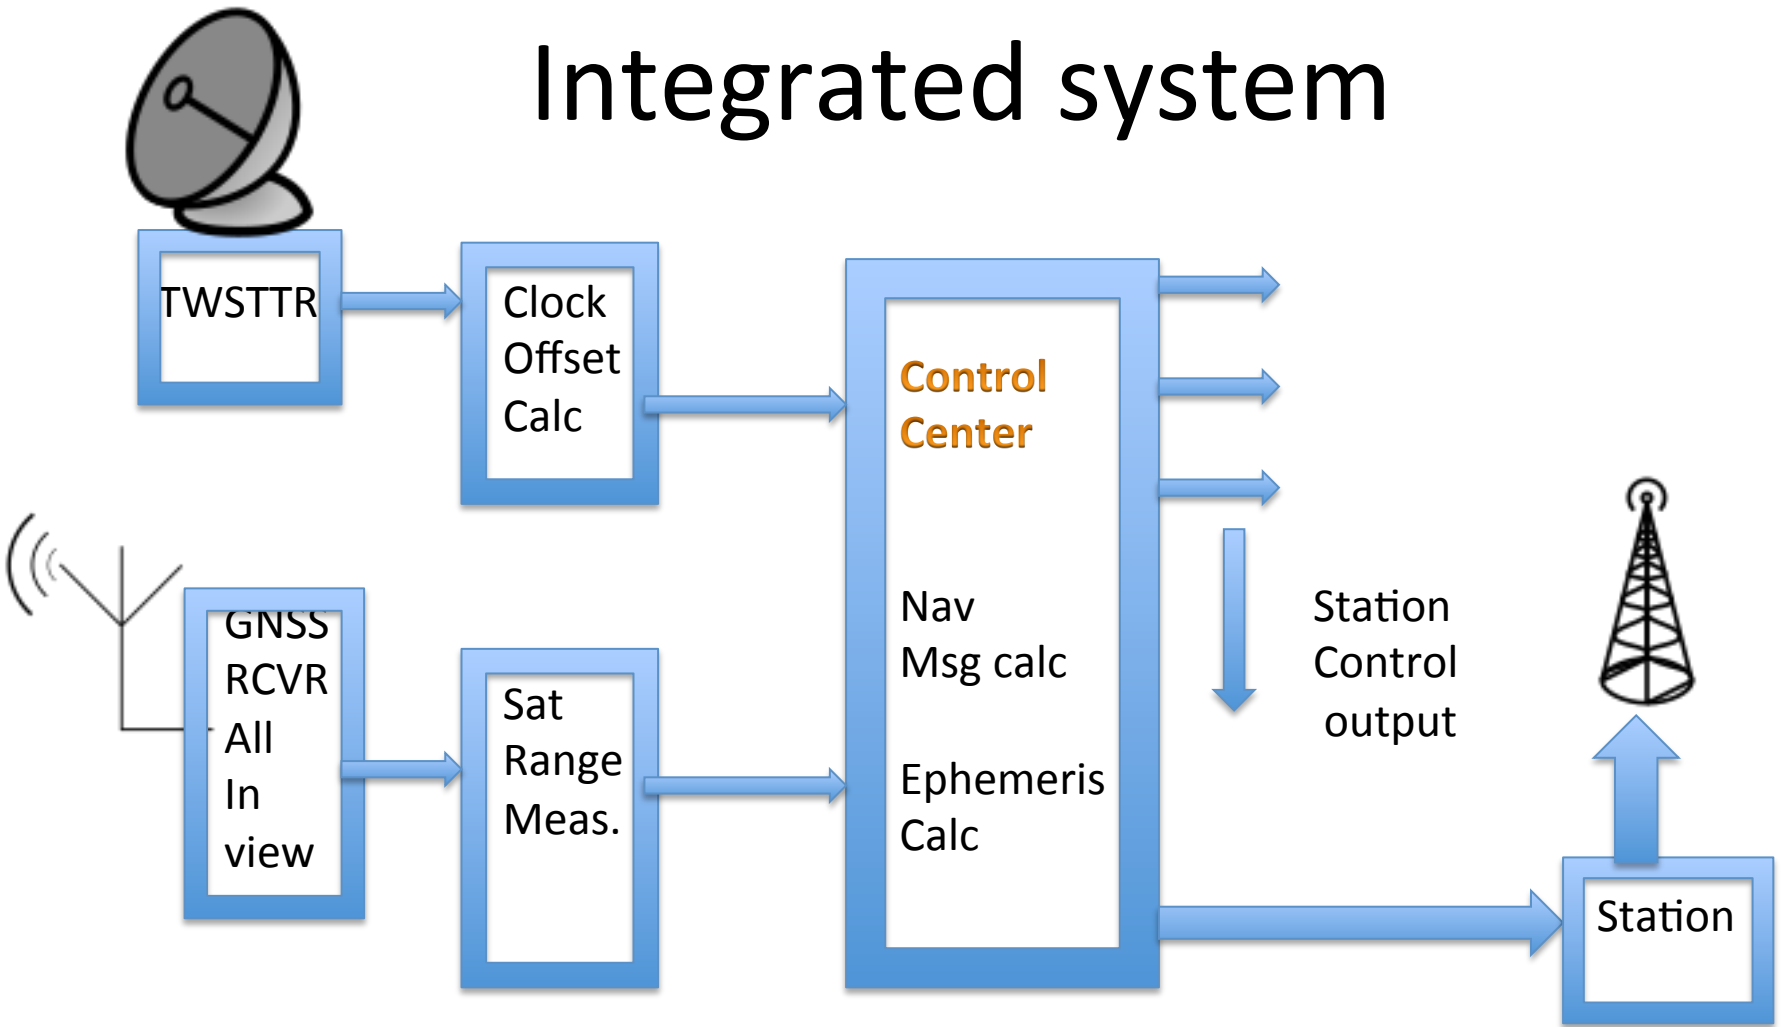 Integrated system
TWSTTR
Clock
Offset
Calc
GNSS
RCVR
All
In
view
Sat
Range
Meas.
Control
Center
Nav
Msg calc
Ephemeris
Calc
Station
Control
output
Station